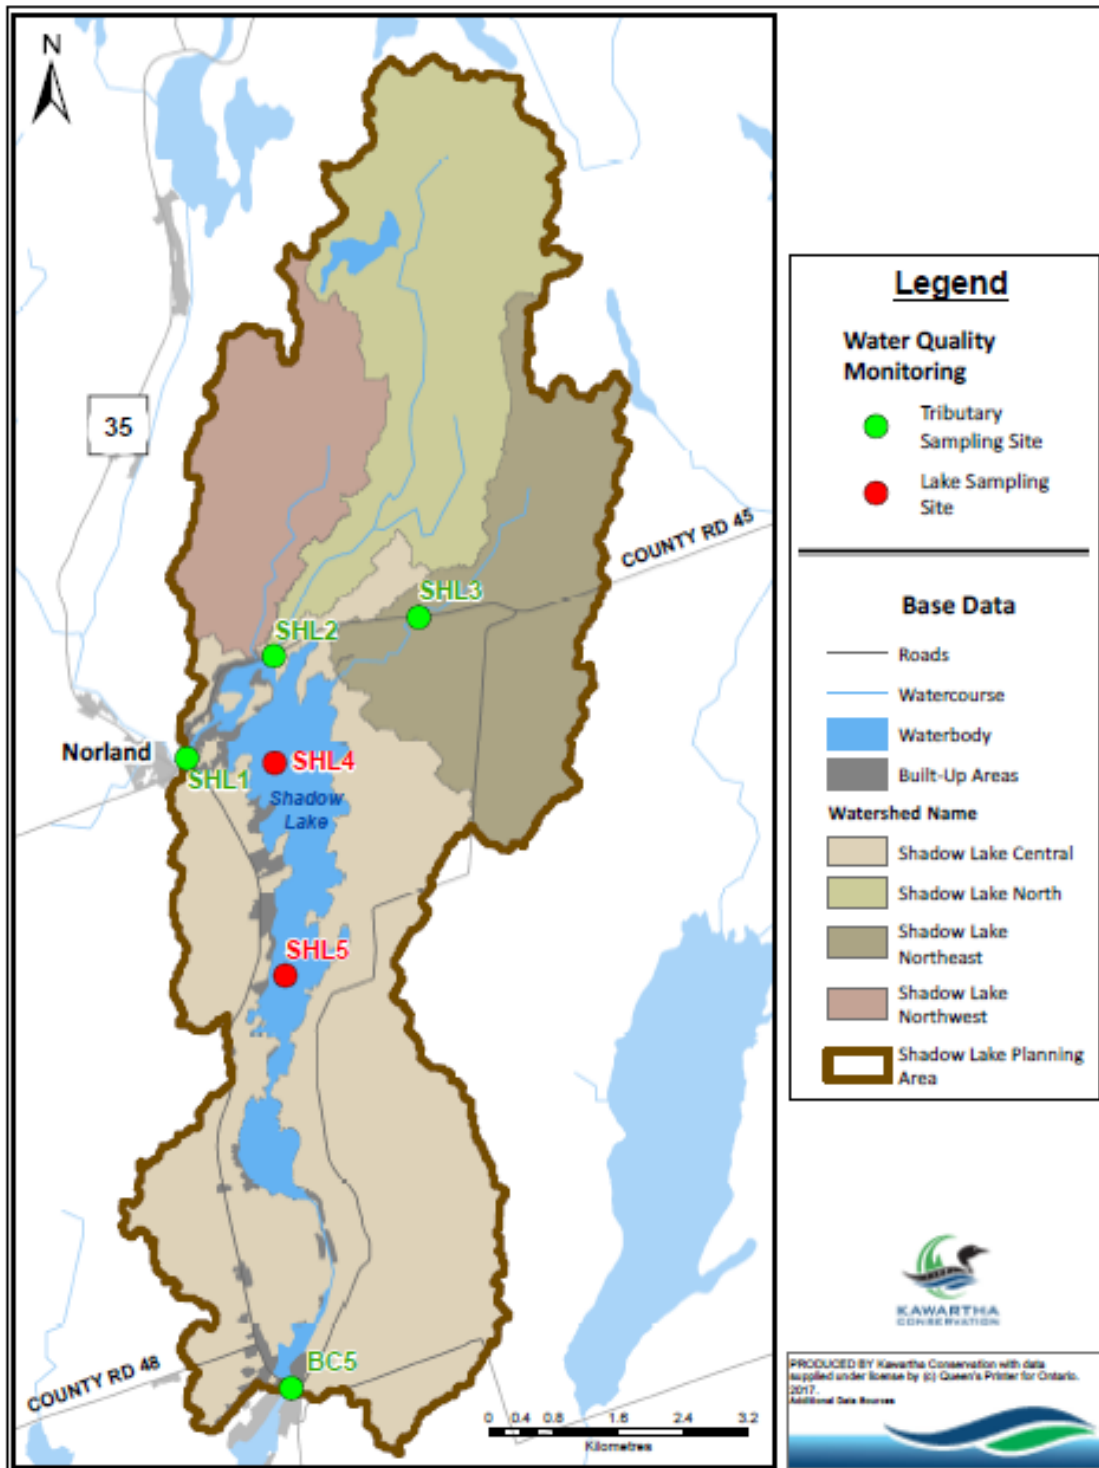 N
35
COUNTY RD 45
SHL3
SHL2
Norland
SHL1
SHL4
Shadow
Lake
SHL5
BC5
COUNTY RD 48
0 0.4 0.8 1.6 2.4 3.2
Kilometres
Legend
Water Quality
Monitoring
Tributary
Sampling Site
Lake Sampling
Site
Base Data
Roads
Watercourse
Waterbody
Built-Up Areas
Watershed Name
Shadow Lake Central
Shadow Lake North
Shadow Lake
Northeast
Shadow Lake
Northwest
Shadow Lake Planning
Area
KAWARTHA
CONSERVATION
PRODUCED BY Kawartha Conservation with data
supplied under license by (c) Queen's Printer for Ontario.
2017.
Additional Data Sources